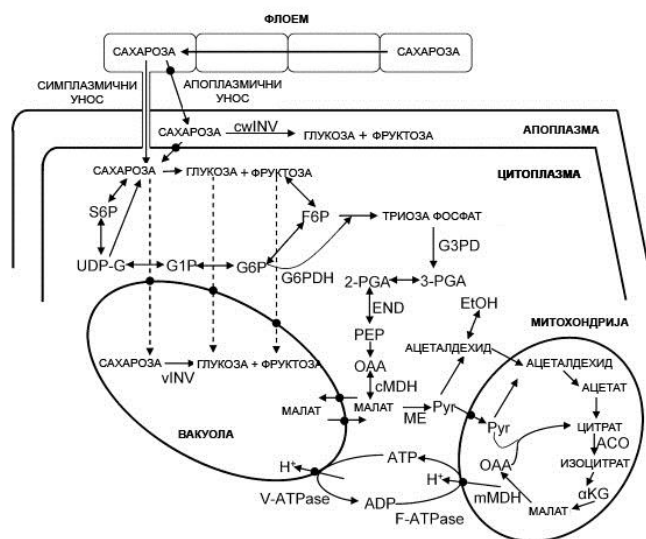 ФЛОЕМ
САХАРОЗА
САХАРОЗА
СИМПЛАЗМИЧНИ
УНОС
АПОПЛАЗМИЧНИ
УНОС
САХАРОЗА
cwINV
ГЛУКОЗА + ФРУКТОЗА
АПОПЛАЗМА
САХАРОЗА
ГЛУКОЗА + ФРУКТОЗА
ЦИТОПЛАЗМА
S6P
F6P
ТРИОЗА ФОСФАТ
UDP-G
G1P
G6P
G6PDH
G3PD
2-PGA
3-PGA
END
EtOH
PEP
МИТОХОНДРИЈА
АЦЕТАЛДЕХИД
OAA
cMDH
САХАРОЗА
vINV
ГЛУКОЗА + ФРУКТОЗА
АЦЕТАЛДЕХИД
АЦЕТАТ
МАЛАТ
МАЛАТ
ME
Pyr
Pyr
ЦИТРАТ
ACO
ВАКУОЛА
OAA
ИЗОЦИТРАТ
H⁺
ATP
H⁺
mMDH
αKG
МАЛАТ
V-ATPase
ADP
F-ATPase